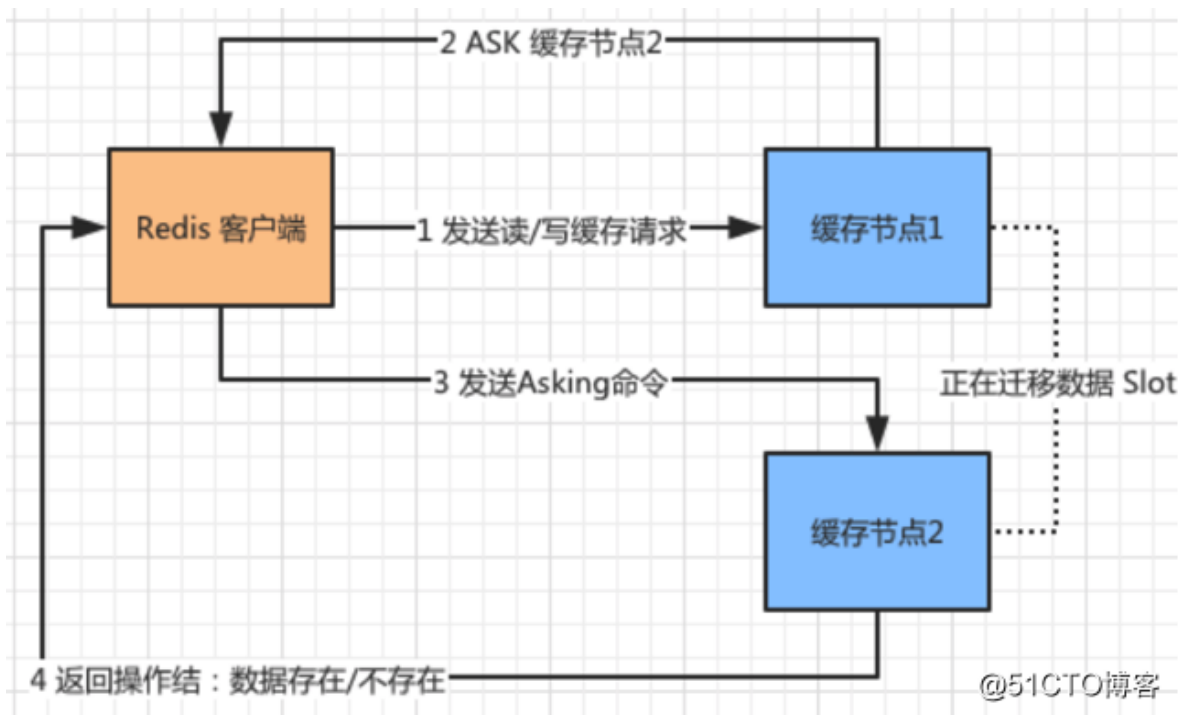 2 ASK 缓存节点2
Redis 客户端
1 发送读/写缓存请求
缓存节点1
3 发送Asking命令
正在迁移数据 Slot
缓存节点2
4 返回操作结：数据存在/不存在
@51CTO博客